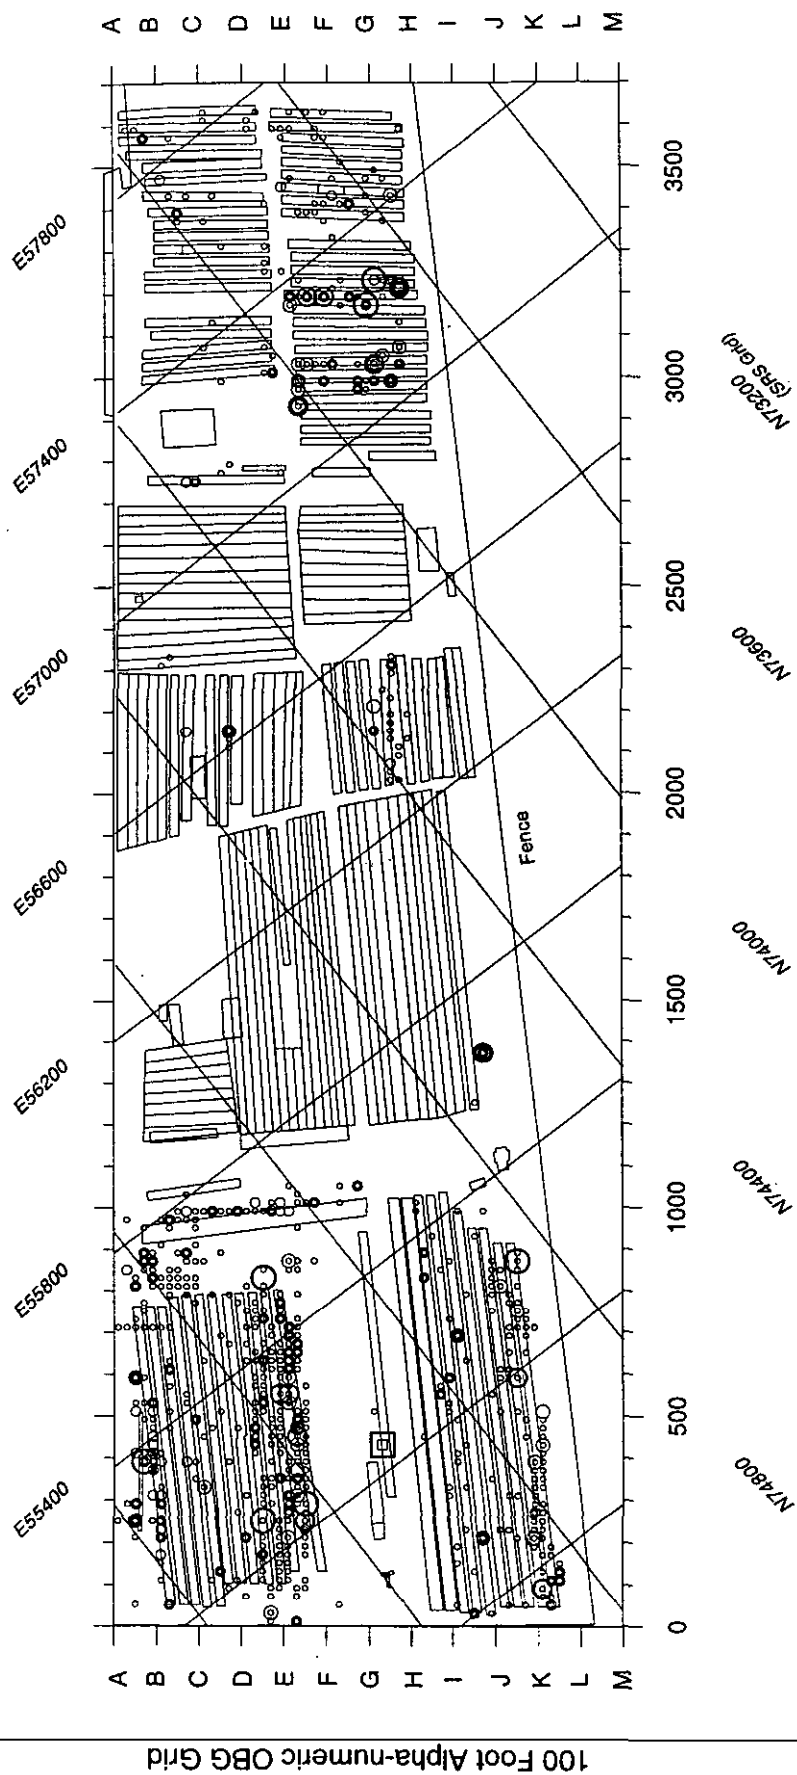 A B C D E F G H I J K L M
E57800
E57400
E57000
E56600
E56200
E55800
E55400
3500
3000
2500
2000
1500
1000
500
0
N73200
(SRS Grid)
N73600
N74000
N74400
N74800
Fence
A B C D E F G H I J K L M
100 Foot Alpha-numeric OBG Grid